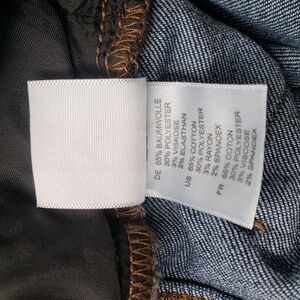 DE 65% BAUMWOLLE
30% POLYESTER
3% VISKOSE
2% ELASTHAN
US 65% COTTON
30% POLYESTER
3% RAYON
2% SPANDEX
FR 65% COTON
30% POLYESTER
3% VISCOSE
2% SPANDEX